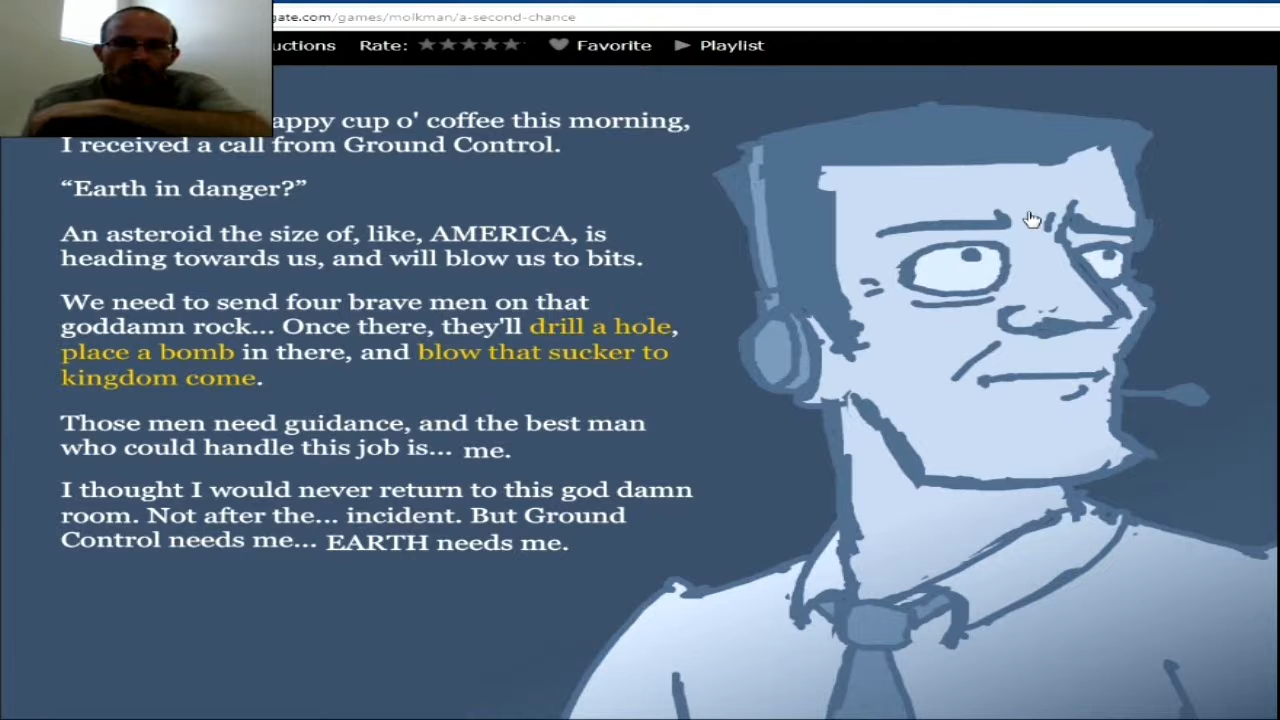 gate.com/games/molkman/a-second-chance
uctions Rate: Favorite Playlist
appy cup o' coffee this morning,
I received a call from Ground Control.
“Earth in danger?”
An asteroid the size of, like, AMERICA, is
heading towards us, and will blow us to bits.
We need to send four brave men on that
goddamn rock... Once there, they'll drill a hole,
place a bomb in there, and blow that sucker to
kingdom come.
Those men need guidance, and the best man
who could handle this job is... me.
I thought I would never return to this god damn
room. Not after the... incident. But Ground
Control needs me... EARTH needs me.